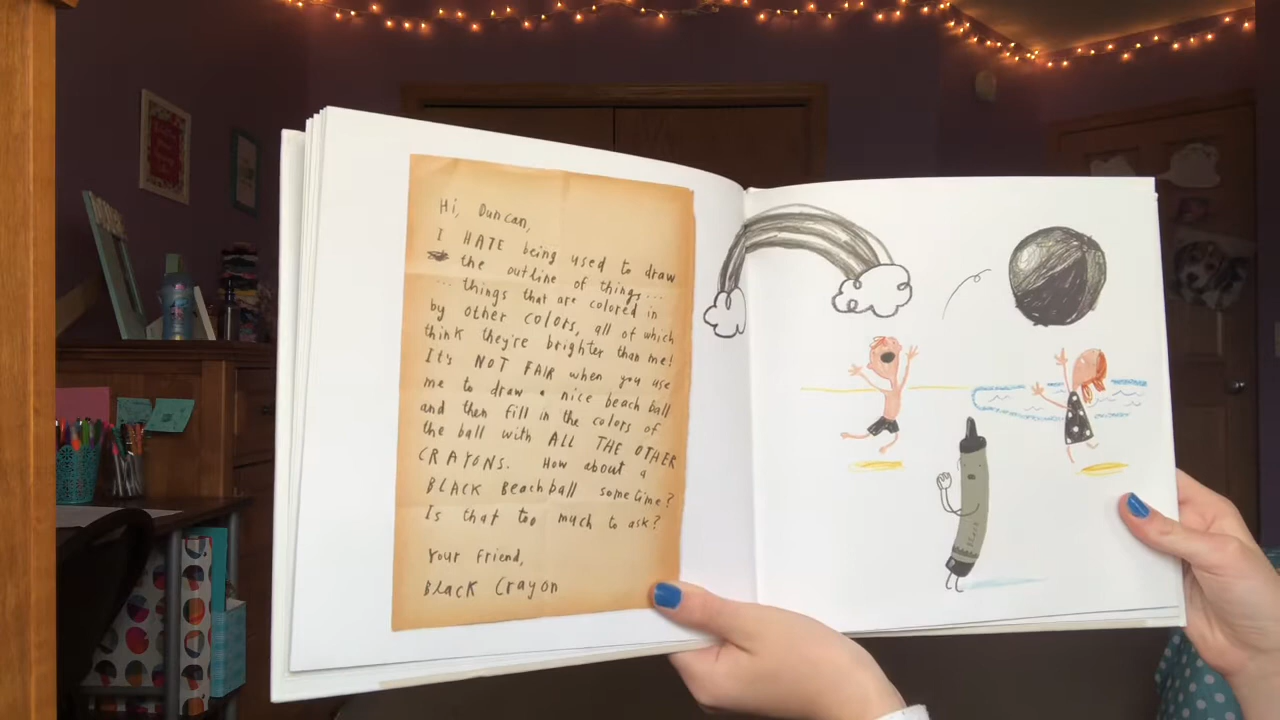 Hi, Duncan,
I HATE being used to draw
the outline of things...
... things that are colored in
by other colors, all of which
think they're brighter than me!
It's NOT FAIR when you use
me to draw a nice beach ball
and then fill in the colors of
the ball with ALL THE OTHER
CRAYONS. How about a
BLACK Beachball sometime?
Is that too much to ask?
Your friend,
Black Crayon